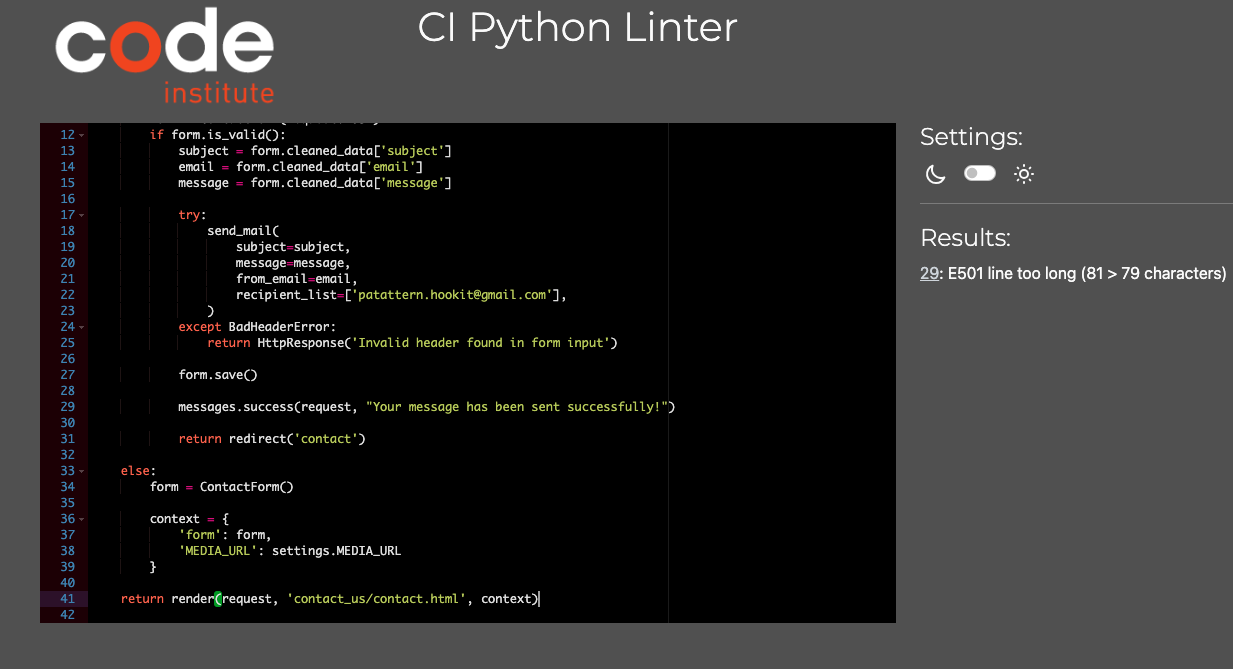 code
institute
CI Python Linter
12 if form.is_valid():
13 subject = form.cleaned_data['subject']
14 email = form.cleaned_data['email']
15 message = form.cleaned_data['message']
16
17 try:
18 send_mail(
19 subject=subject,
20 message=message,
21 from_email=email,
22 recipient_list=['patattern.hookit@gmail.com'],
23 )
24 except BadHeaderError:
25 return HttpResponse('Invalid header found in form input')
26
27 form.save()
28
29 messages.success(request, "Your message has been sent successfully!")
30
31 return redirect('contact')
32
33 else:
34 form = ContactForm()
35
36 context = {
37 'form': form,
38 'MEDIA_URL': settings.MEDIA_URL
39 }
40
41 return render(request, 'contact_us/contact.html', context)
42
Settings:
Results:
29: E501 line too long (81 > 79 characters)